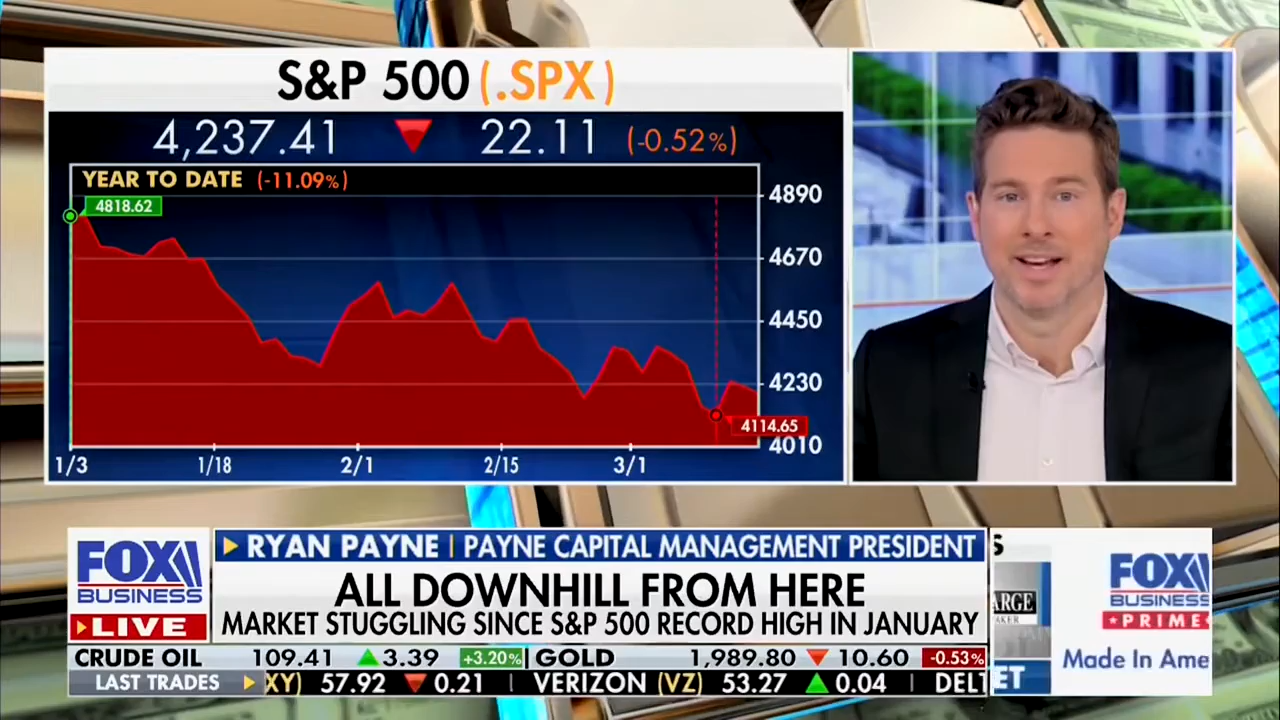 S&P 500 (.SPX)
4,237.41 ▼ 22.11 (-0.52%)
YEAR TO DATE (-11.09%)
4818.62
4890
4670
4450
4230
4114.65
4010
1/3 1/18 2/1 2/15 3/1
FOX
BUSINESS
LIVE
RYAN PAYNE | PAYNE CAPITAL MANAGEMENT PRESIDENT
ALL DOWNHILL FROM HERE
MARKET STUGGLING SINCE S&P 500 RECORD HIGH IN JANUARY
CRUDE OIL 109.41 ▲ 3.39 +3.20% GOLD 1,989.80 ▼ 10.60 -0.53%
LAST TRADES XY) 57.92 ▼ 0.21 | VERIZON (VZ) 53.27 ▲ 0.04 | DELT
S
ARGE
AKER
ET
FOX
BUSINESS
PRIME
Made In Ame